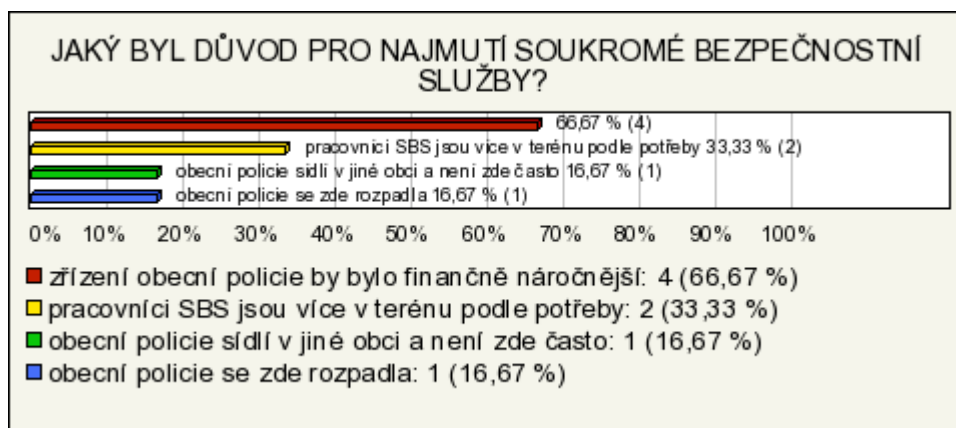 JAKÝ BYL DŮVOD PRO NAJMUTÍ SOUKROMÉ BEZPEČNOSTNÍ
SLUŽBY?
66,67 % (4)
pracovníci SBS jsou více v terénu podle potřeby 33,33 % (2)
obecní policie sídlí v jiné obci a není zde často 16,67 % (1)
obecní policie se zde rozpadla 16,67 % (1)
0% 10% 20% 30% 40% 50% 60% 70% 80% 90% 100%
zřízení obecní policie by bylo finančně náročnější: 4 (66,67 %)
pracovníci SBS jsou více v terénu podle potřeby: 2 (33,33 %)
obecní policie sídlí v jiné obci a není zde často: 1 (16,67 %)
obecní policie se zde rozpadla: 1 (16,67 %)